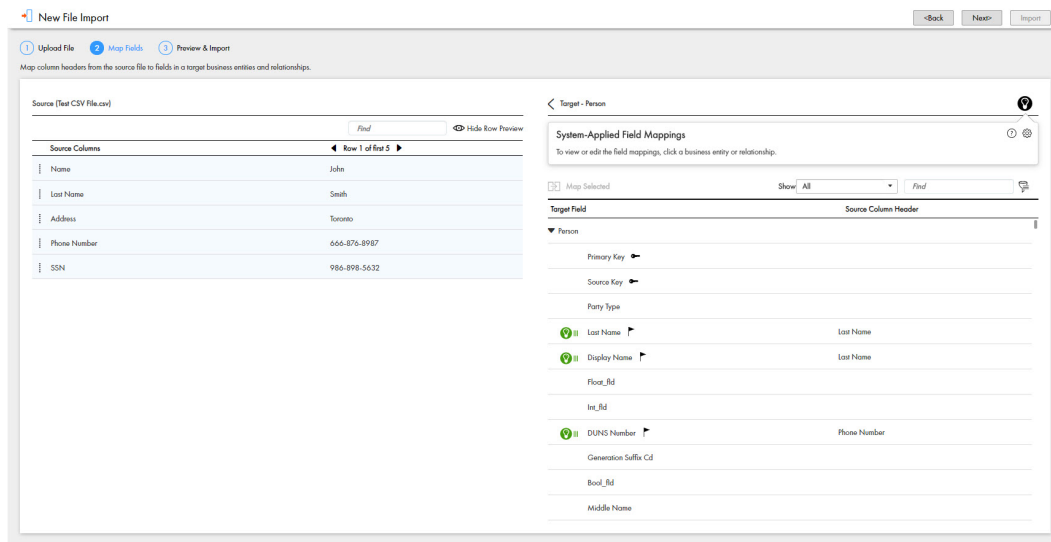 New File Import
<Back Next> Import
1 Upload File 2 Map Fields 3 Preview & Import
Map column headers from the source file to fields in a target business entities and relationships.
Source (Test CSV File.csv)
Find Hide Row Preview
Source Columns Row 1 of first 5
Name John
Last Name Smith
Address Toronto
Phone Number 666-876-8987
SSN 986-898-5632
Target - Person
System-Applied Field Mappings
To view or edit the field mappings, click a business entity or relationship.
Map Selected Show All Find
Target Field Source Column Header
Person
Primary Key
Source Key
Party Type
Last Name Last Name
Display Name Last Name
Float_fld
Int_fld
DUNS Number Phone Number
Generation Suffix Cd
Bool_fld
Middle Name